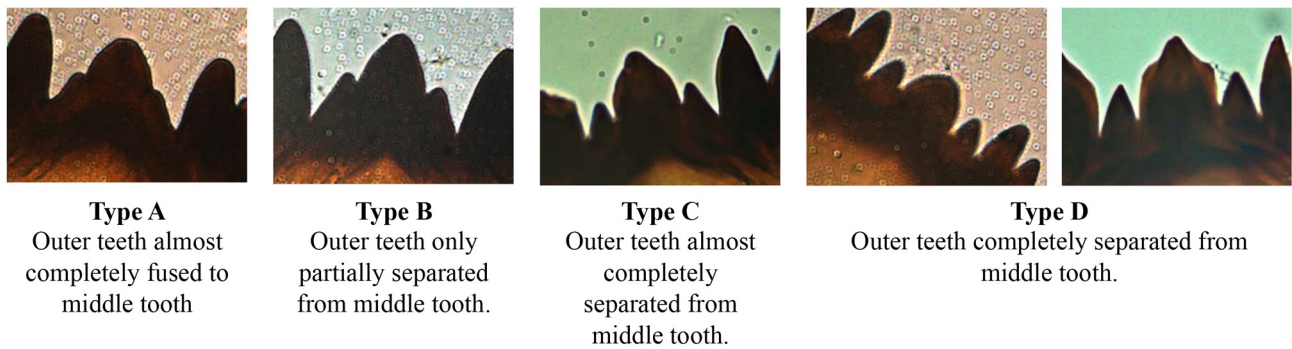 Type A
Outer teeth almost
completely fused to
middle tooth
Type B
Outer teeth only
partially separated
from middle tooth.
Type C
Outer teeth almost
completely
separated from
middle tooth.
Type D
Outer teeth completely separated from
middle tooth.